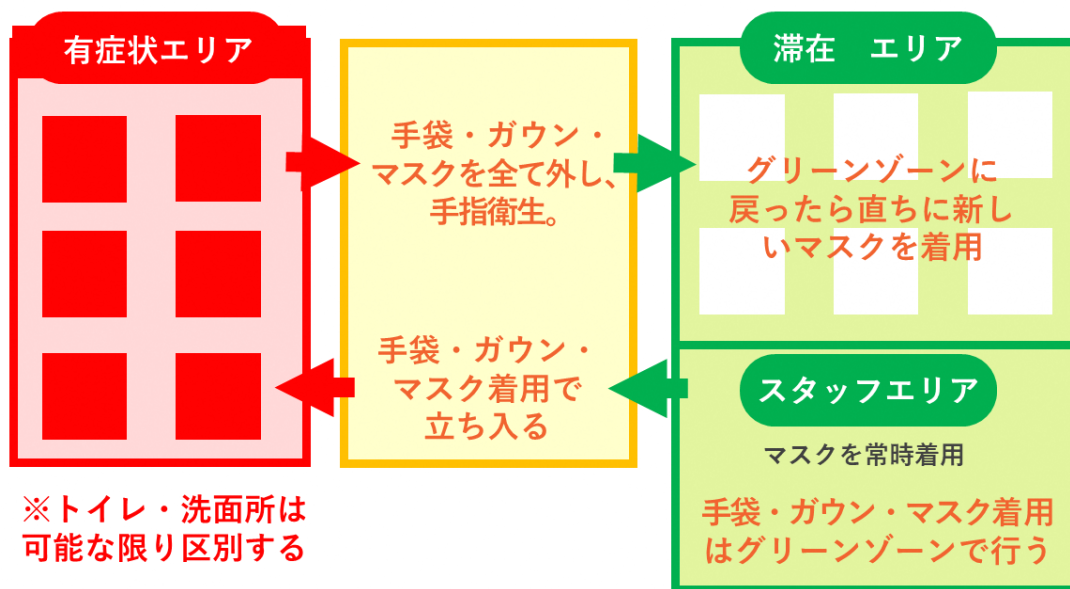 有症状エリア
手袋・ガウン・
マスクを全て外し、
手指衛生。
手袋・ガウン・
マスク着用で
立ち入る
滞在　エリア
グリーンゾーンに
戻ったら直ちに新し
いマスクを着用
スタッフエリア
マスクを常時着用
手袋・ガウン・マスク着用
はグリーンゾーンで行う
※トイレ・洗面所は
可能な限り区別する